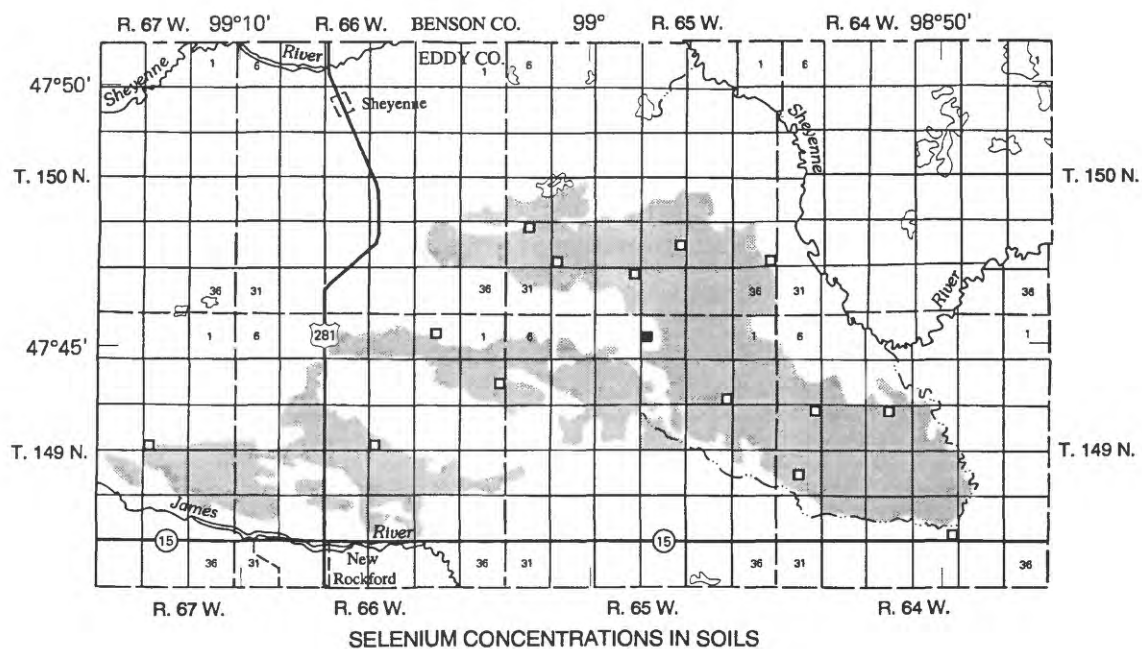 R. 67 W. 99°10' R. 66 W. BENSON CO. 99° R. 65 W. R. 64 W. 98°50'
River 1 6 EDDY CO. 1 6 1 6
47°50' Sheyenne Sheyenne Sheyenne
T. 150 N. T. 150 N.
River
36 31 36 31 36 31 36
1 6 1 6 1 6 1
47°45' 281
T. 149 N. T. 149 N.
James River
15 15
36 31 New Rockford 36 31 36 31 36
R. 67 W. R. 66 W. R. 65 W. R. 64 W.
SELENIUM CONCENTRATIONS IN SOILS